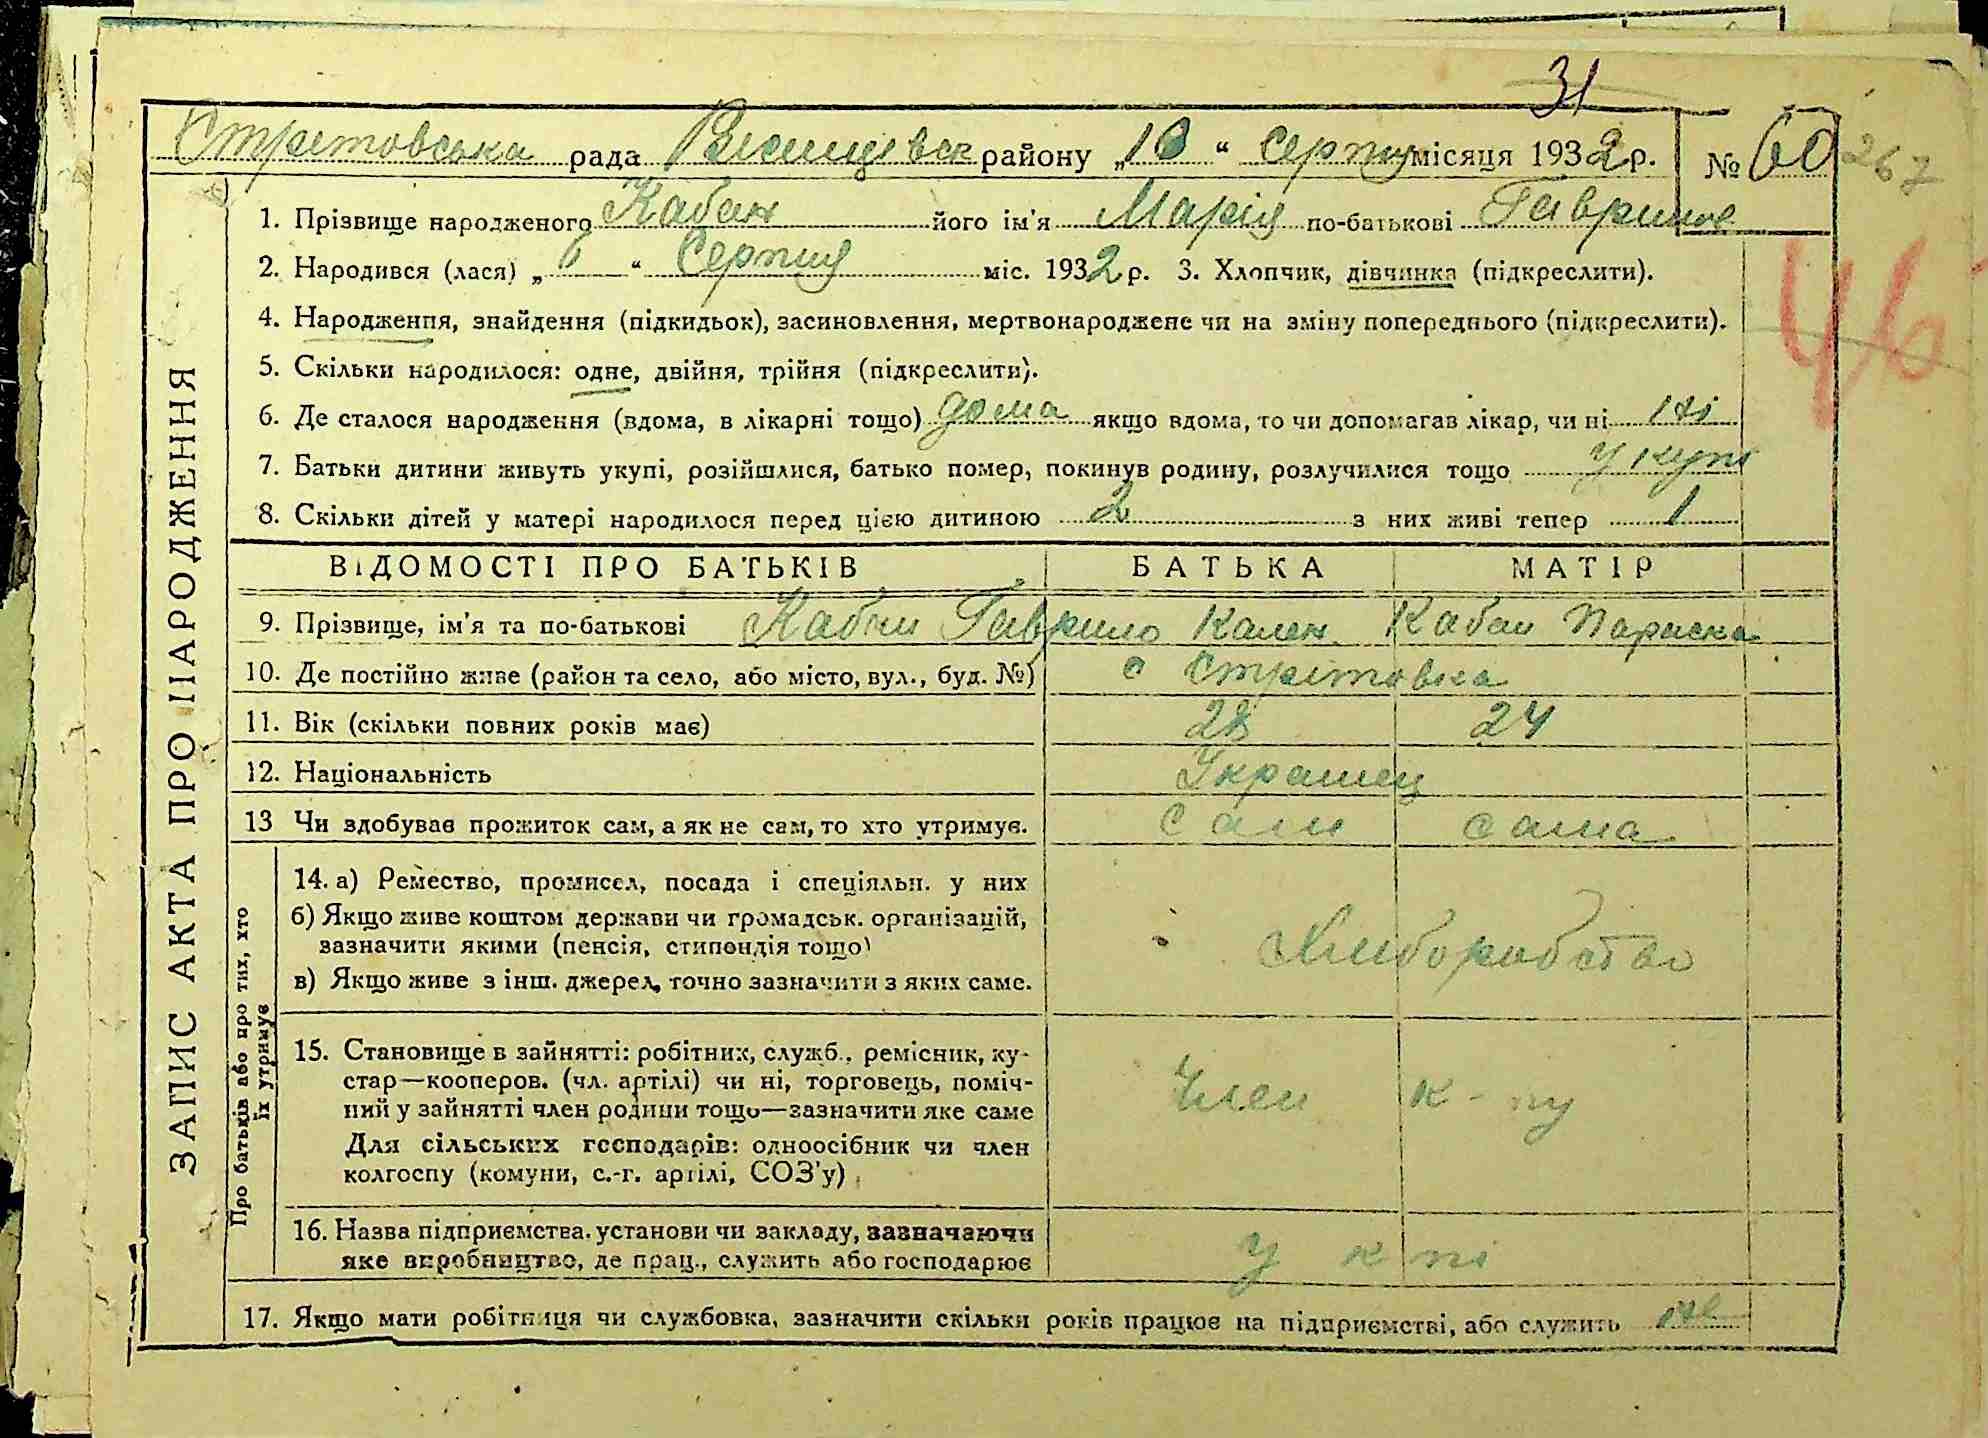 31
Стрітовська рада району „10“ Серпня місяця 1932 р. № 60 267
1. Прізвище народженого Кабан його ім'я Марія по-батькові Гаврилов
46
2. Народився (лася) „6“ Серпня міс. 1932 р. 3. Хлопчик, дівчинка (підкреслити).
4. Народження, знайдення (підкидьок), засиновлення, мертвонароджене чи на зміну попереднього (підкреслити).
5. Скільки народилося: одне, двійня, трійня (підкреслити).
6. Де сталося народження (вдома, в лікарні тощо) дома якщо вдома, то чи допомагав лікар, чи ні ні
7. Батьки дитини живуть укупі, розійшлися, батько помер, покинув родину, розлучилися тощо у купі
8. Скільки дітей у матері народилося перед цією дитиною 2 з них живі тепер 1
ВІДОМОСТІ ПРО БАТЬКІВ БАТЬКА МАТІР
9. Прізвище, ім'я та по-батькові Кабан Гаврило Кален. Кабан Параска
10. Де постійно живе (район та село, або місто, вул., буд. №) с Стрітовка
11. Вік (скільки повних років має) 28 24
12. Національність Українец
13 Чи здобуває прожиток сам, а як не сам, то хто утримує. Сам сама
14. а) Ремество, промисел, посада і спеціяльн. у них
б) Якщо живе коштом держави чи громадськ. організацій,
зазначити якими (пенсія, стипендія тощо)
в) Якщо живе з інш. джерел, точно зазначити з яких саме.
Хліборобство
15. Становище в зайнятті: робітник, служб., ремісник, ку-
стар—кооперов. (чл. артілі) чи ні, торговець, поміч-
ний у зайнятті член родини тощо—зазначити яке саме
Для сільських господарів: одноосібник чи член
колгоспу (комуни, с.-г. артілі, СОЗ'у)
Член к-пу
16. Назва підприємства, установи чи закладу, зазначаючи
яке виробництво, де прац., служить або господарює
у к пі
17. Якщо мати робітниця чи службовка, зазначити скільки років працює на підприємстві, або служить
ЗАПИС АКТА ПРО НАРОДЖЕННЯ
Про батьків або про тих, хто
їх утримує